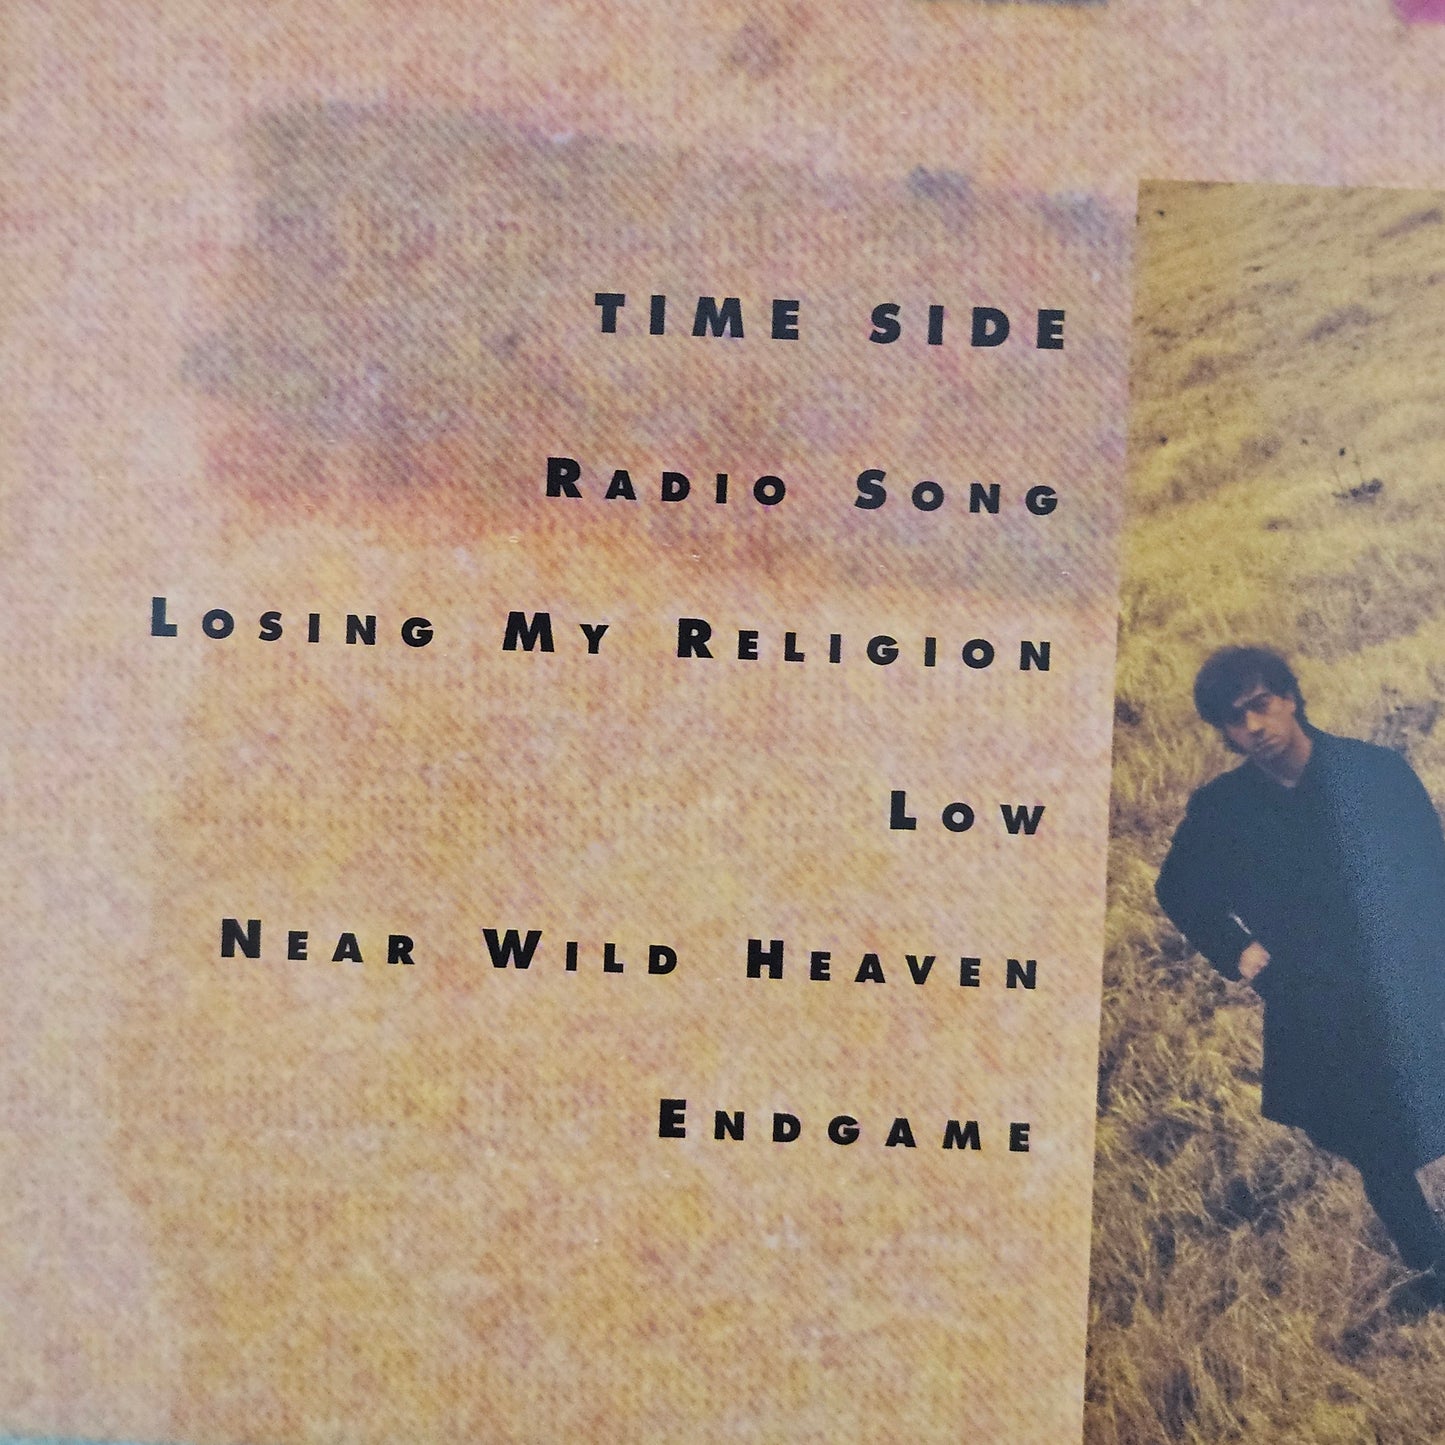 TIME SIDE
RADIO SONG
LOSING MY RELIGION
LOW
NEAR WILD HEAVEN
ENDGAME